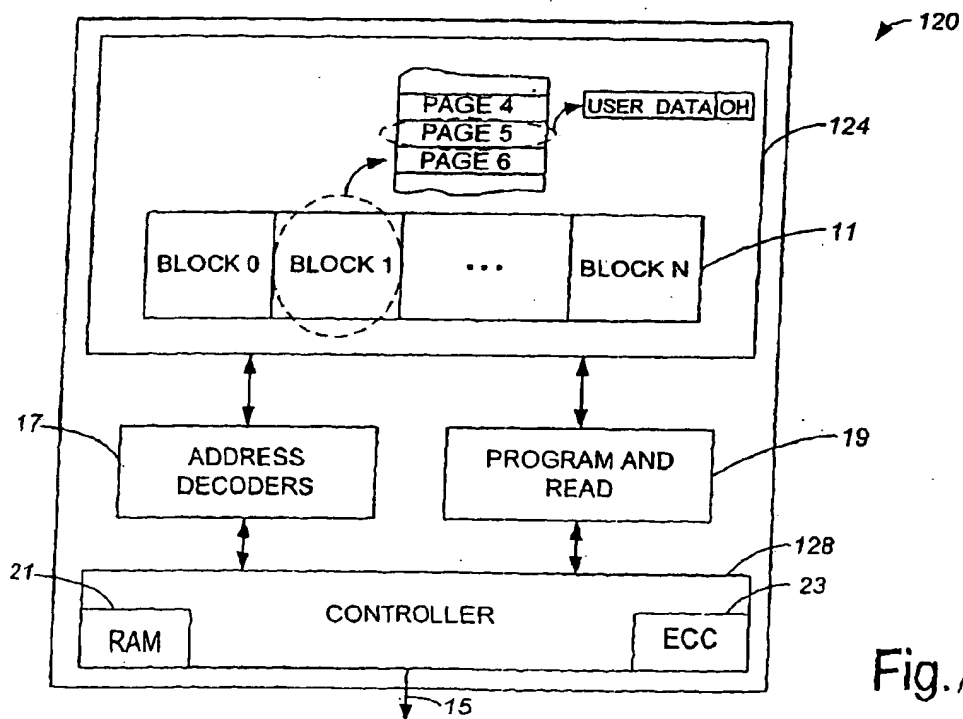 120
PAGE 4
PAGE 5
PAGE 6
USER DATA OH
124
11
BLOCK 0
BLOCK 1
...
BLOCK N
17
ADDRESS
DECODERS
PROGRAM AND
READ
19
128
21
23
CONTROLLER
RAM
ECC
15
Fig.